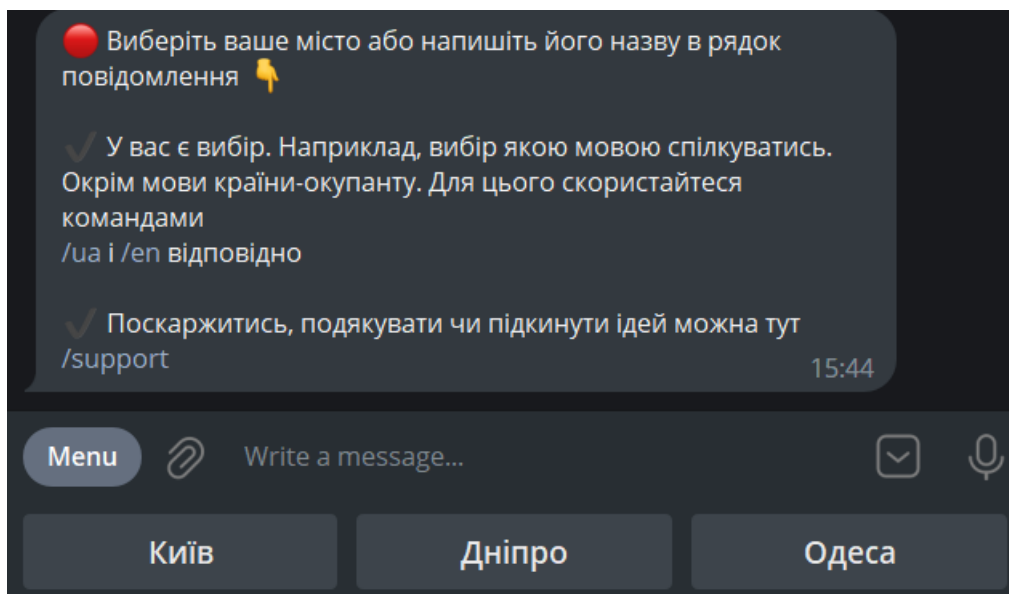 🔴 Виберіть ваше місто або напишіть його назву в рядок
повідомлення 👇
✔️ У вас є вибір. Наприклад, вибір якою мовою спілкуватись.
Окрім мови країни-окупанту. Для цього скористайтеся
командами
/ua і /en відповідно
✔️ Поскаржитись, подякувати чи підкинути ідей можна тут
/support
15:44
Menu Write a message...
Київ Дніпро Одеса